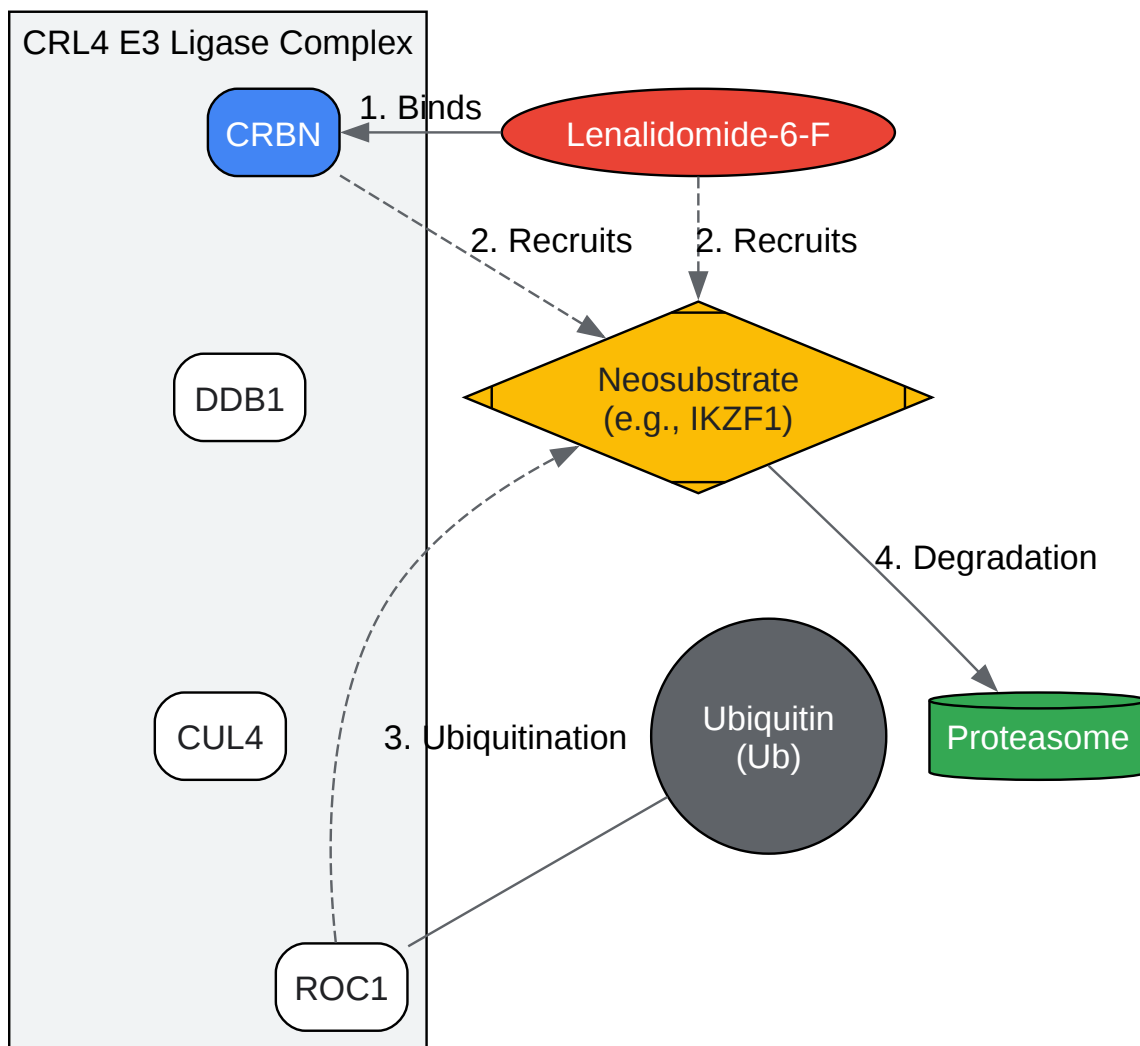 CRL4 E3 Ligase Complex
1. Binds
CRBN
Lenalidomide-6-F
2. Recruits
2. Recruits
Neosubstrate
(e.g., IKZF1)
DDB1
4. Degradation
Ubiquitin
(Ub)
CUL4
3. Ubiquitination
Proteasome
ROC1